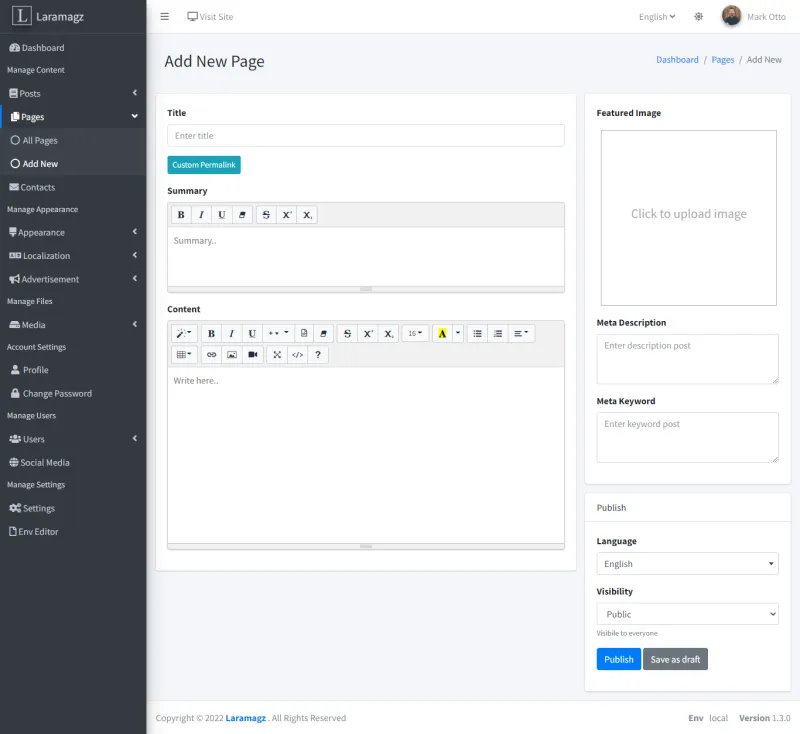 L Laramagz
Visit Site
English
Mark Otto
Dashboard
Manage Content
Posts
Pages
All Pages
Add New
Contacts
Manage Appearance
Appearance
Localization
Advertisement
Manage Files
Media
Account Settings
Profile
Change Password
Manage Users
Users
Social Media
Manage Settings
Settings
Env Editor
Add New Page
Dashboard / Pages / Add New
Title
Enter title
Custom Permalink
Summary
B I U S X¹ X₁
Summary..
Content
B I U S X¹ X₁ 16 A
</> ?
Write here..
Featured Image
Click to upload image
Meta Description
Enter description post
Meta Keyword
Enter keyword post
Publish
Language
English
Visibility
Public
Visibile to everyone
Publish Save as draft
Copyright © 2022 Laramagz . All Rights Reserved
Env local Version 1.3.0